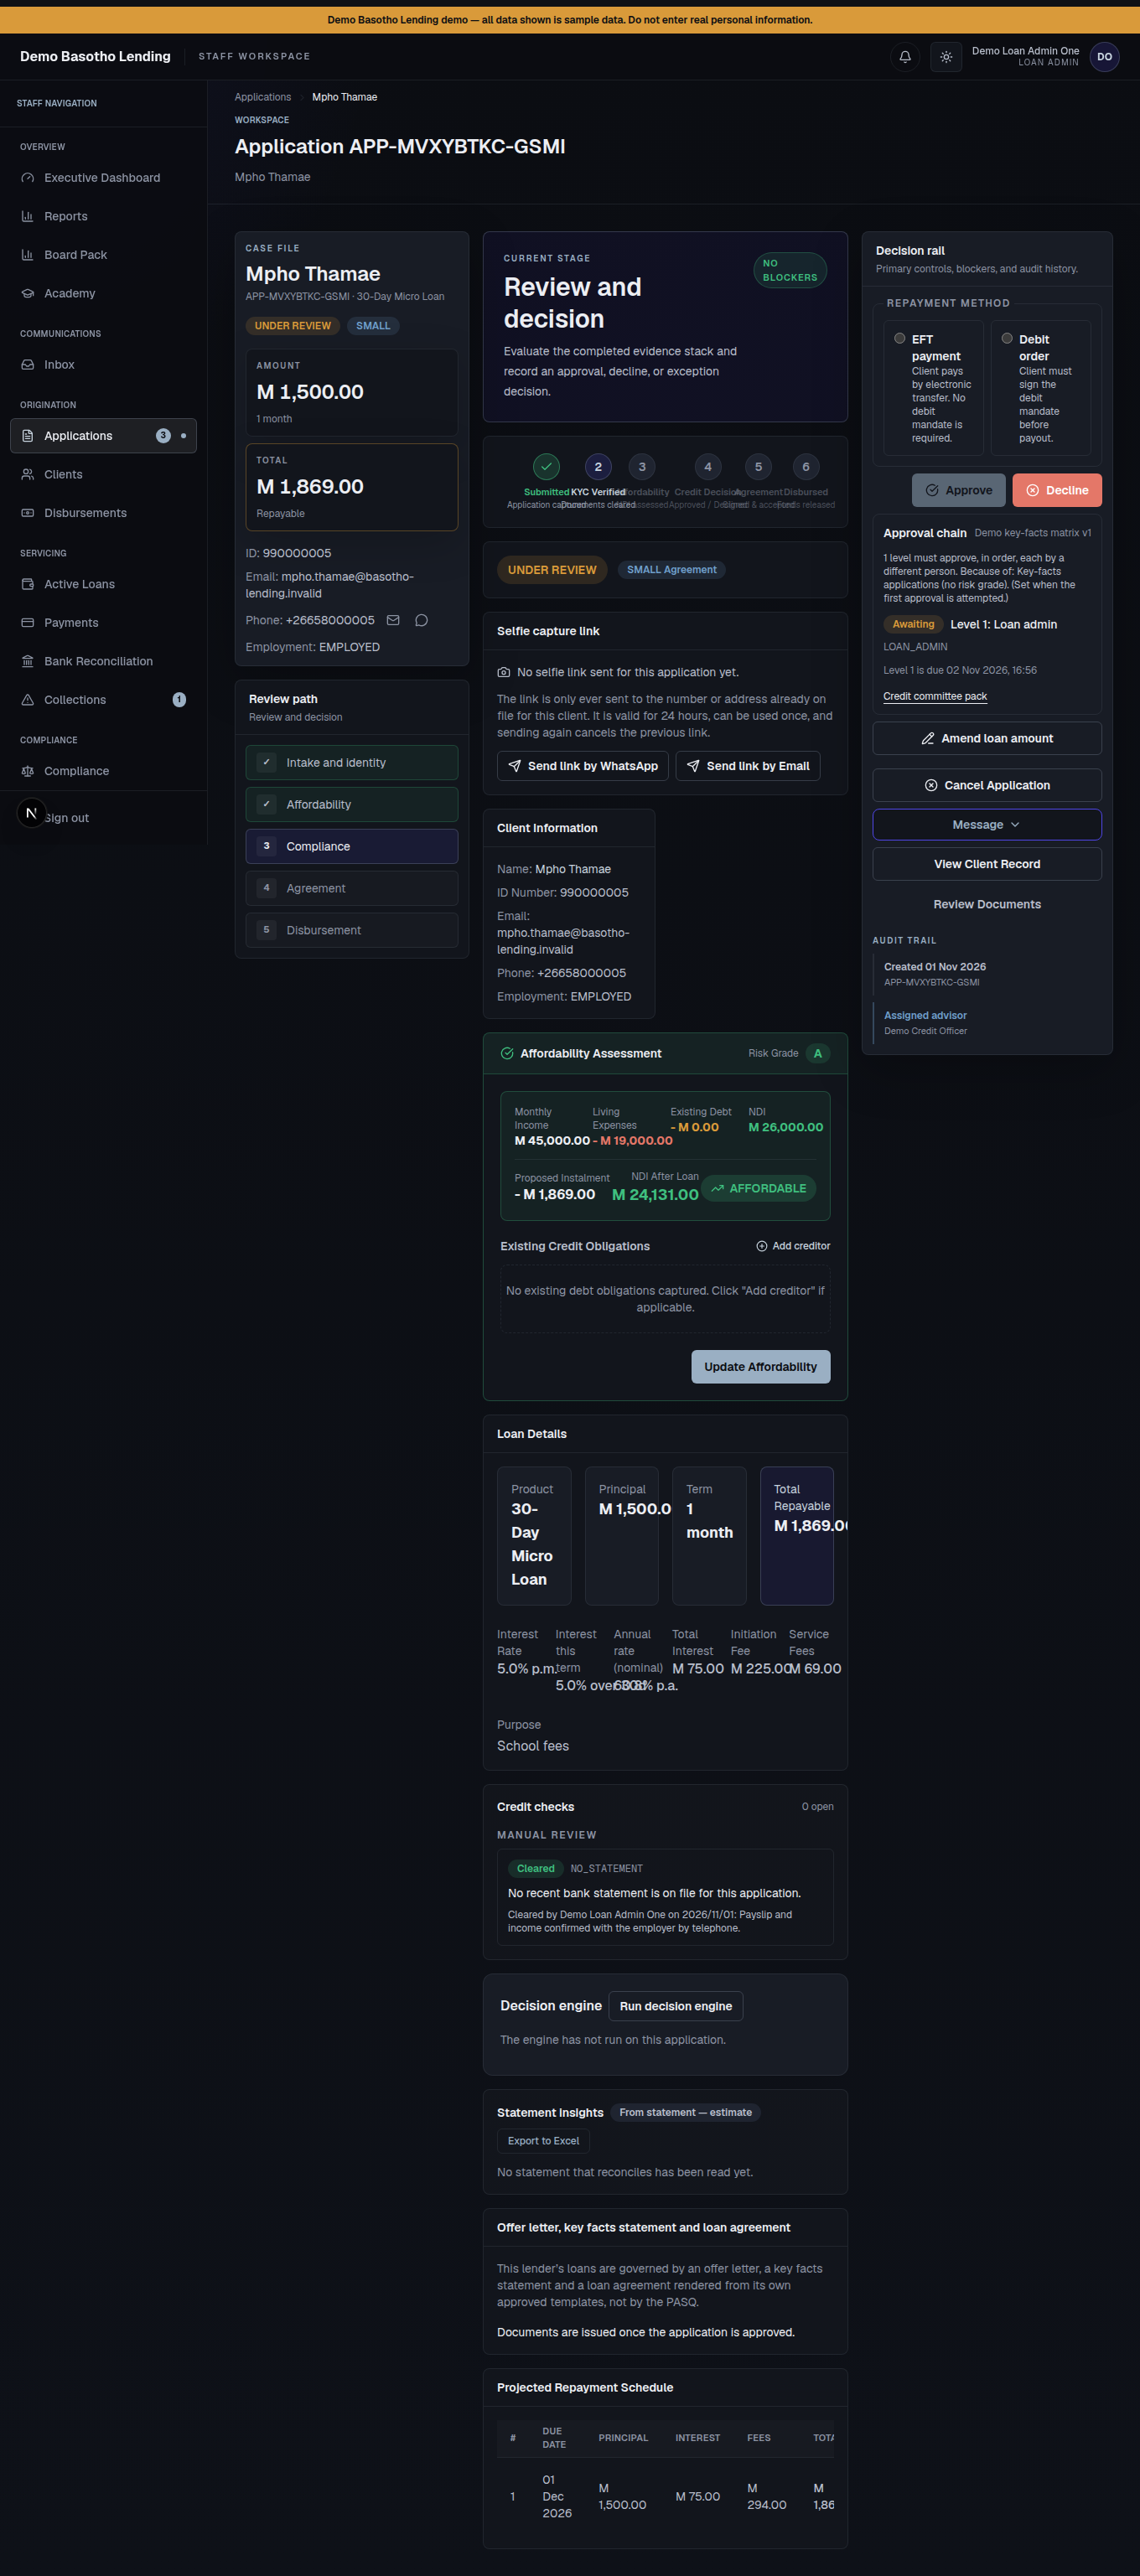 Demo Basotho Lending demo — all data shown is sample data. Do not enter real personal information.
Demo Basotho Lending
STAFF WORKSPACE
Demo Loan Admin One
LOAN ADMIN
DO
STAFF NAVIGATION
OVERVIEW
Executive Dashboard
Reports
Board Pack
Academy
COMMUNICATIONS
Inbox
ORIGINATION
Applications 3
Clients
Disbursements
SERVICING
Active Loans
Payments
Bank Reconciliation
Collections 1
COMPLIANCE
Compliance
N
Sign out
Applications Mpho Thamae
WORKSPACE
Application APP-MVXYBTKC-GSMI
Mpho Thamae
CASE FILE
Mpho Thamae
APP-MVXYBTKC-GSMI · 30-Day Micro Loan
UNDER REVIEW SMALL
AMOUNT
M 1,500.00
1 month
TOTAL
M 1,869.00
Repayable
ID: 990000005
Email: mpho.thamae@basotho-
lending.invalid
Phone: +26658000005
Employment: EMPLOYED
Review path
Review and decision
✓ Intake and identity
✓ Affordability
3 Compliance
4 Agreement
5 Disbursement
CURRENT STAGE
NO
BLOCKERS
Review and
decision
Evaluate the completed evidence stack and
record an approval, decline, or exception
decision.
2 3 4 5 6
Submitted KYC Verified Affordability Credit Decision Agreement Disbursed
UNDER REVIEW SMALL Agreement
Selfie capture link
No selfie link sent for this application yet.
The link is only ever sent to the number or address already on
file for this client. It is valid for 24 hours, can be used once, and
sending again cancels the previous link.
Send link by WhatsApp Send link by Email
Client Information
Name: Mpho Thamae
ID Number: 990000005
Email:
mpho.thamae@basotho-
lending.invalid
Phone: +26658000005
Employment: EMPLOYED
Affordability Assessment
Risk Grade A
Monthly
Income
M 45,000.00
Living
Expenses
- M 19,000.00
Existing Debt
- M 0.00
NDI
M 26,000.00
Proposed Instalment
- M 1,869.00
NDI After Loan
M 24,131.00
AFFORDABLE
Existing Credit Obligations
Add creditor
No existing debt obligations captured. Click "Add creditor" if
applicable.
Update Affordability
Loan Details
Product
30-
Day
Micro
Loan
Principal
M 1,500.0
Term
1
month
Total
Repayable
M 1,869.00
Interest
Rate
5.0% p.m.
Interest
this
term
5.0% over 30d
Annual
rate
(nominal)
60.8% p.a.
Total
Interest
M 75.00
Initiation
Fee
M 225.00
Service
Fees
M 69.00
Purpose
School fees
Credit checks
0 open
MANUAL REVIEW
Cleared NO_STATEMENT
No recent bank statement is on file for this application.
Cleared by Demo Loan Admin One on 2026/11/01: Payslip and
income confirmed with the employer by telephone.
Decision engine Run decision engine
The engine has not run on this application.
Statement insights From statement — estimate
Export to Excel
No statement that reconciles has been read yet.
Offer letter, key facts statement and loan agreement
This lender's loans are governed by an offer letter, a key facts
statement and a loan agreement rendered from its own
approved templates, not by the PASQ.
Documents are issued once the application is approved.
Projected Repayment Schedule
# DUE DATE PRINCIPAL INTEREST FEES TOTA
1 01 Dec 2026 M 1,500.00 M 75.00 M 294.00 M 1,86
Decision rail
Primary controls, blockers, and audit history.
REPAYMENT METHOD
EFT
payment
Client pays
by electronic
transfer. No
debit
mandate is
required.
Debit
order
Client must
sign the
debit
mandate
before
payout.
Approve
Decline
Approval chain Demo key-facts matrix v1
1 level must approve, in order, each by a
different person. Because of: Key-facts
applications (no risk grade). (Set when the
first approval is attempted.)
Awaiting Level 1: Loan admin
LOAN_ADMIN
Level 1 is due 02 Nov 2026, 16:56
Credit committee pack
Amend loan amount
Cancel Application
Message
View Client Record
Review Documents
AUDIT TRAIL
Created 01 Nov 2026
APP-MVXYBTKC-GSMI
Assigned advisor
Demo Credit Officer